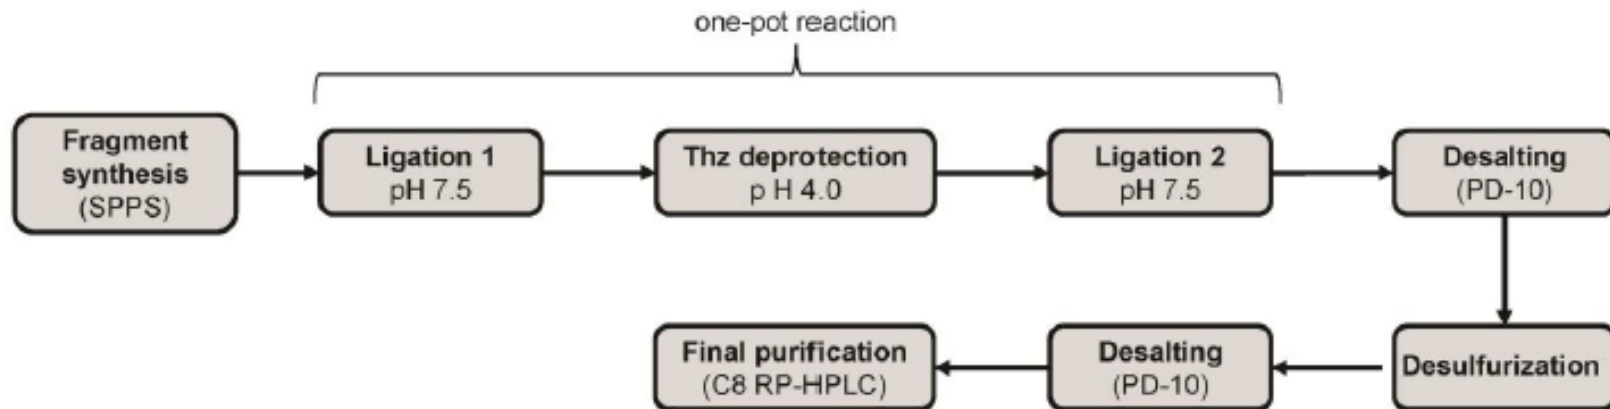 one-pot reaction
Fragment
synthesis
(SPPS)
Ligation 1
pH 7.5
Thz deprotection
p H 4.0
Ligation 2
pH 7.5
Desalting
(PD-10)
Desulfurization
Desalting
(PD-10)
Final purification
(C8 RP-HPLC)